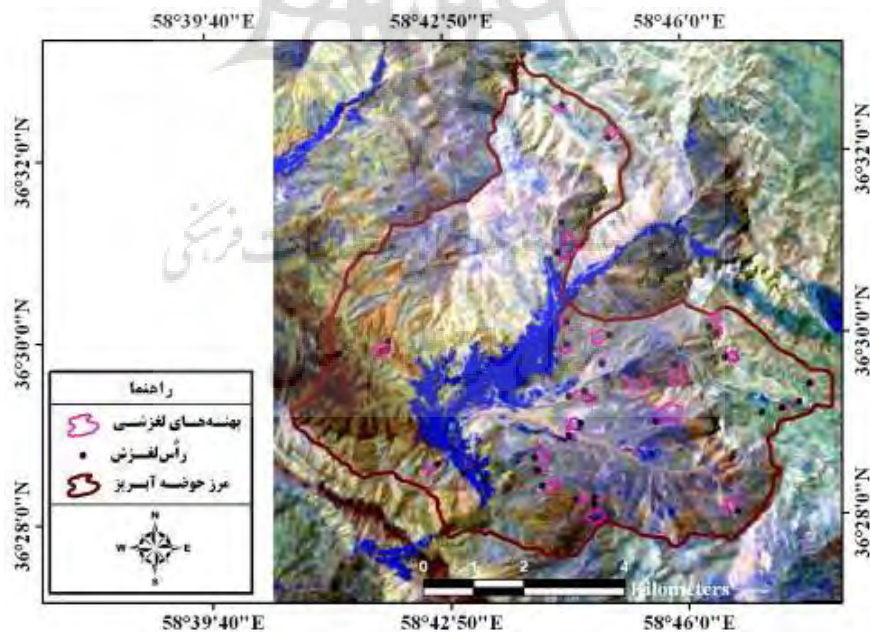 58°39'40"E 58°42'50"E 58°46'0"E
36°32'0"N
36°30'0"N
36°28'0"N
36°32'0"N
36°30'0"N
36°28'0"N
راهنما
پهنه‌های لغزشی
رأس لغزش
مرز حوضه آبریز
N
W E
S
0 1 2 4
Kilometers
58°39'40"E 58°42'50"E 58°46'0"E